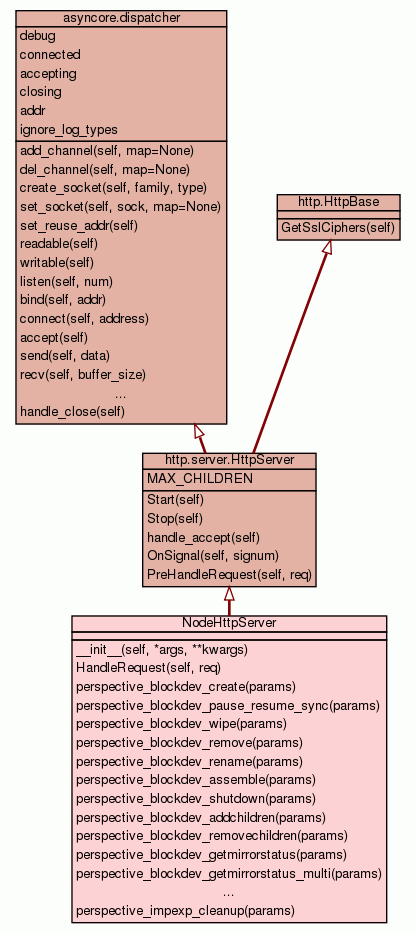 asyncore.dispatcher
debug
connected
accepting
closing
addr
ignore_log_types
add_channel(self, map=None)
del_channel(self, map=None)
create_socket(self, family, type)
set_socket(self, sock, map=None)
set_reuse_addr(self)
readable(self)
writable(self)
listen(self, num)
bind(self, addr)
connect(self, address)
accept(self)
send(self, data)
recv(self, buffer_size)
...
handle_close(self)
http.HttpBase
GetSslCiphers(self)
http.server.HttpServer
MAX_CHILDREN
Start(self)
Stop(self)
handle_accept(self)
OnSignal(self, signum)
PreHandleRequest(self, req)
NodeHttpServer
__init__(self, *args, **kwargs)
HandleRequest(self, req)
perspective_blockdev_create(params)
perspective_blockdev_pause_resume_sync(params)
perspective_blockdev_wipe(params)
perspective_blockdev_remove(params)
perspective_blockdev_rename(params)
perspective_blockdev_assemble(params)
perspective_blockdev_shutdown(params)
perspective_blockdev_addchildren(params)
perspective_blockdev_removechildren(params)
perspective_blockdev_getmirrorstatus(params)
perspective_blockdev_getmirrorstatus_multi(params)
...
perspective_impexp_cleanup(params)